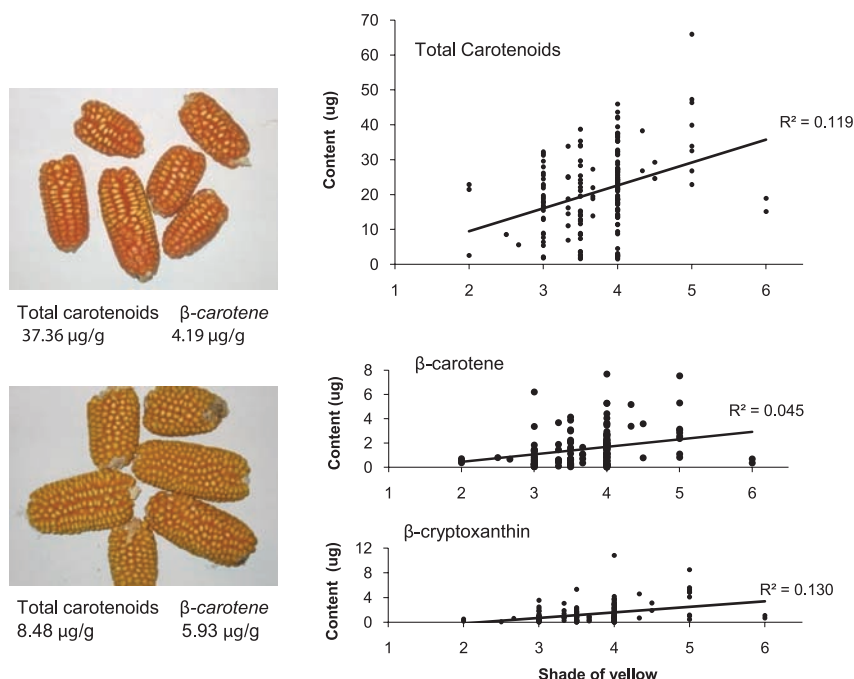 Total carotenoids β-carotene
37.36 µg/g 4.19 µg/g
Total carotenoids β-carotene
8.48 µg/g 5.93 µg/g
Total Carotenoids
Content (ug)
70
60
50
40
30
20
10
0
R² = 0.119
1 2 3 4 5 6
β-carotene
Content (ug)
8
6
4
2
0
R² = 0.045
1 2 3 4 5 6
β-cryptoxanthin
Content (ug)
12
8
4
0
R² = 0.130
1 2 3 4 5 6
Shade of yellow